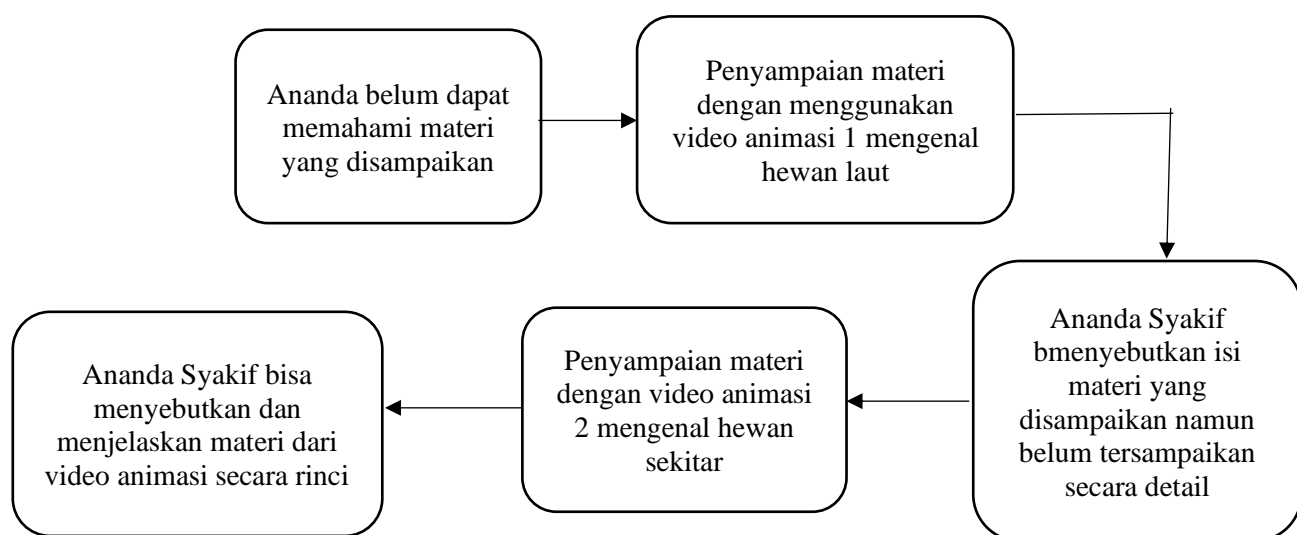 Ananda belum dapat
memahami materi
yang disampaikan
Penyampaian materi
dengan menggunakan
video animasi 1 mengenal
hewan laut
Ananda Syakif
bmenyebutkan isi
materi yang
disampaikan namun
belum tersampaikan
secara detail
Penyampaian materi
dengan video animasi
2 mengenal hewan
sekitar
Ananda Syakif bisa
menyebutkan dan
menjelaskan materi dari
video animasi secara rinci